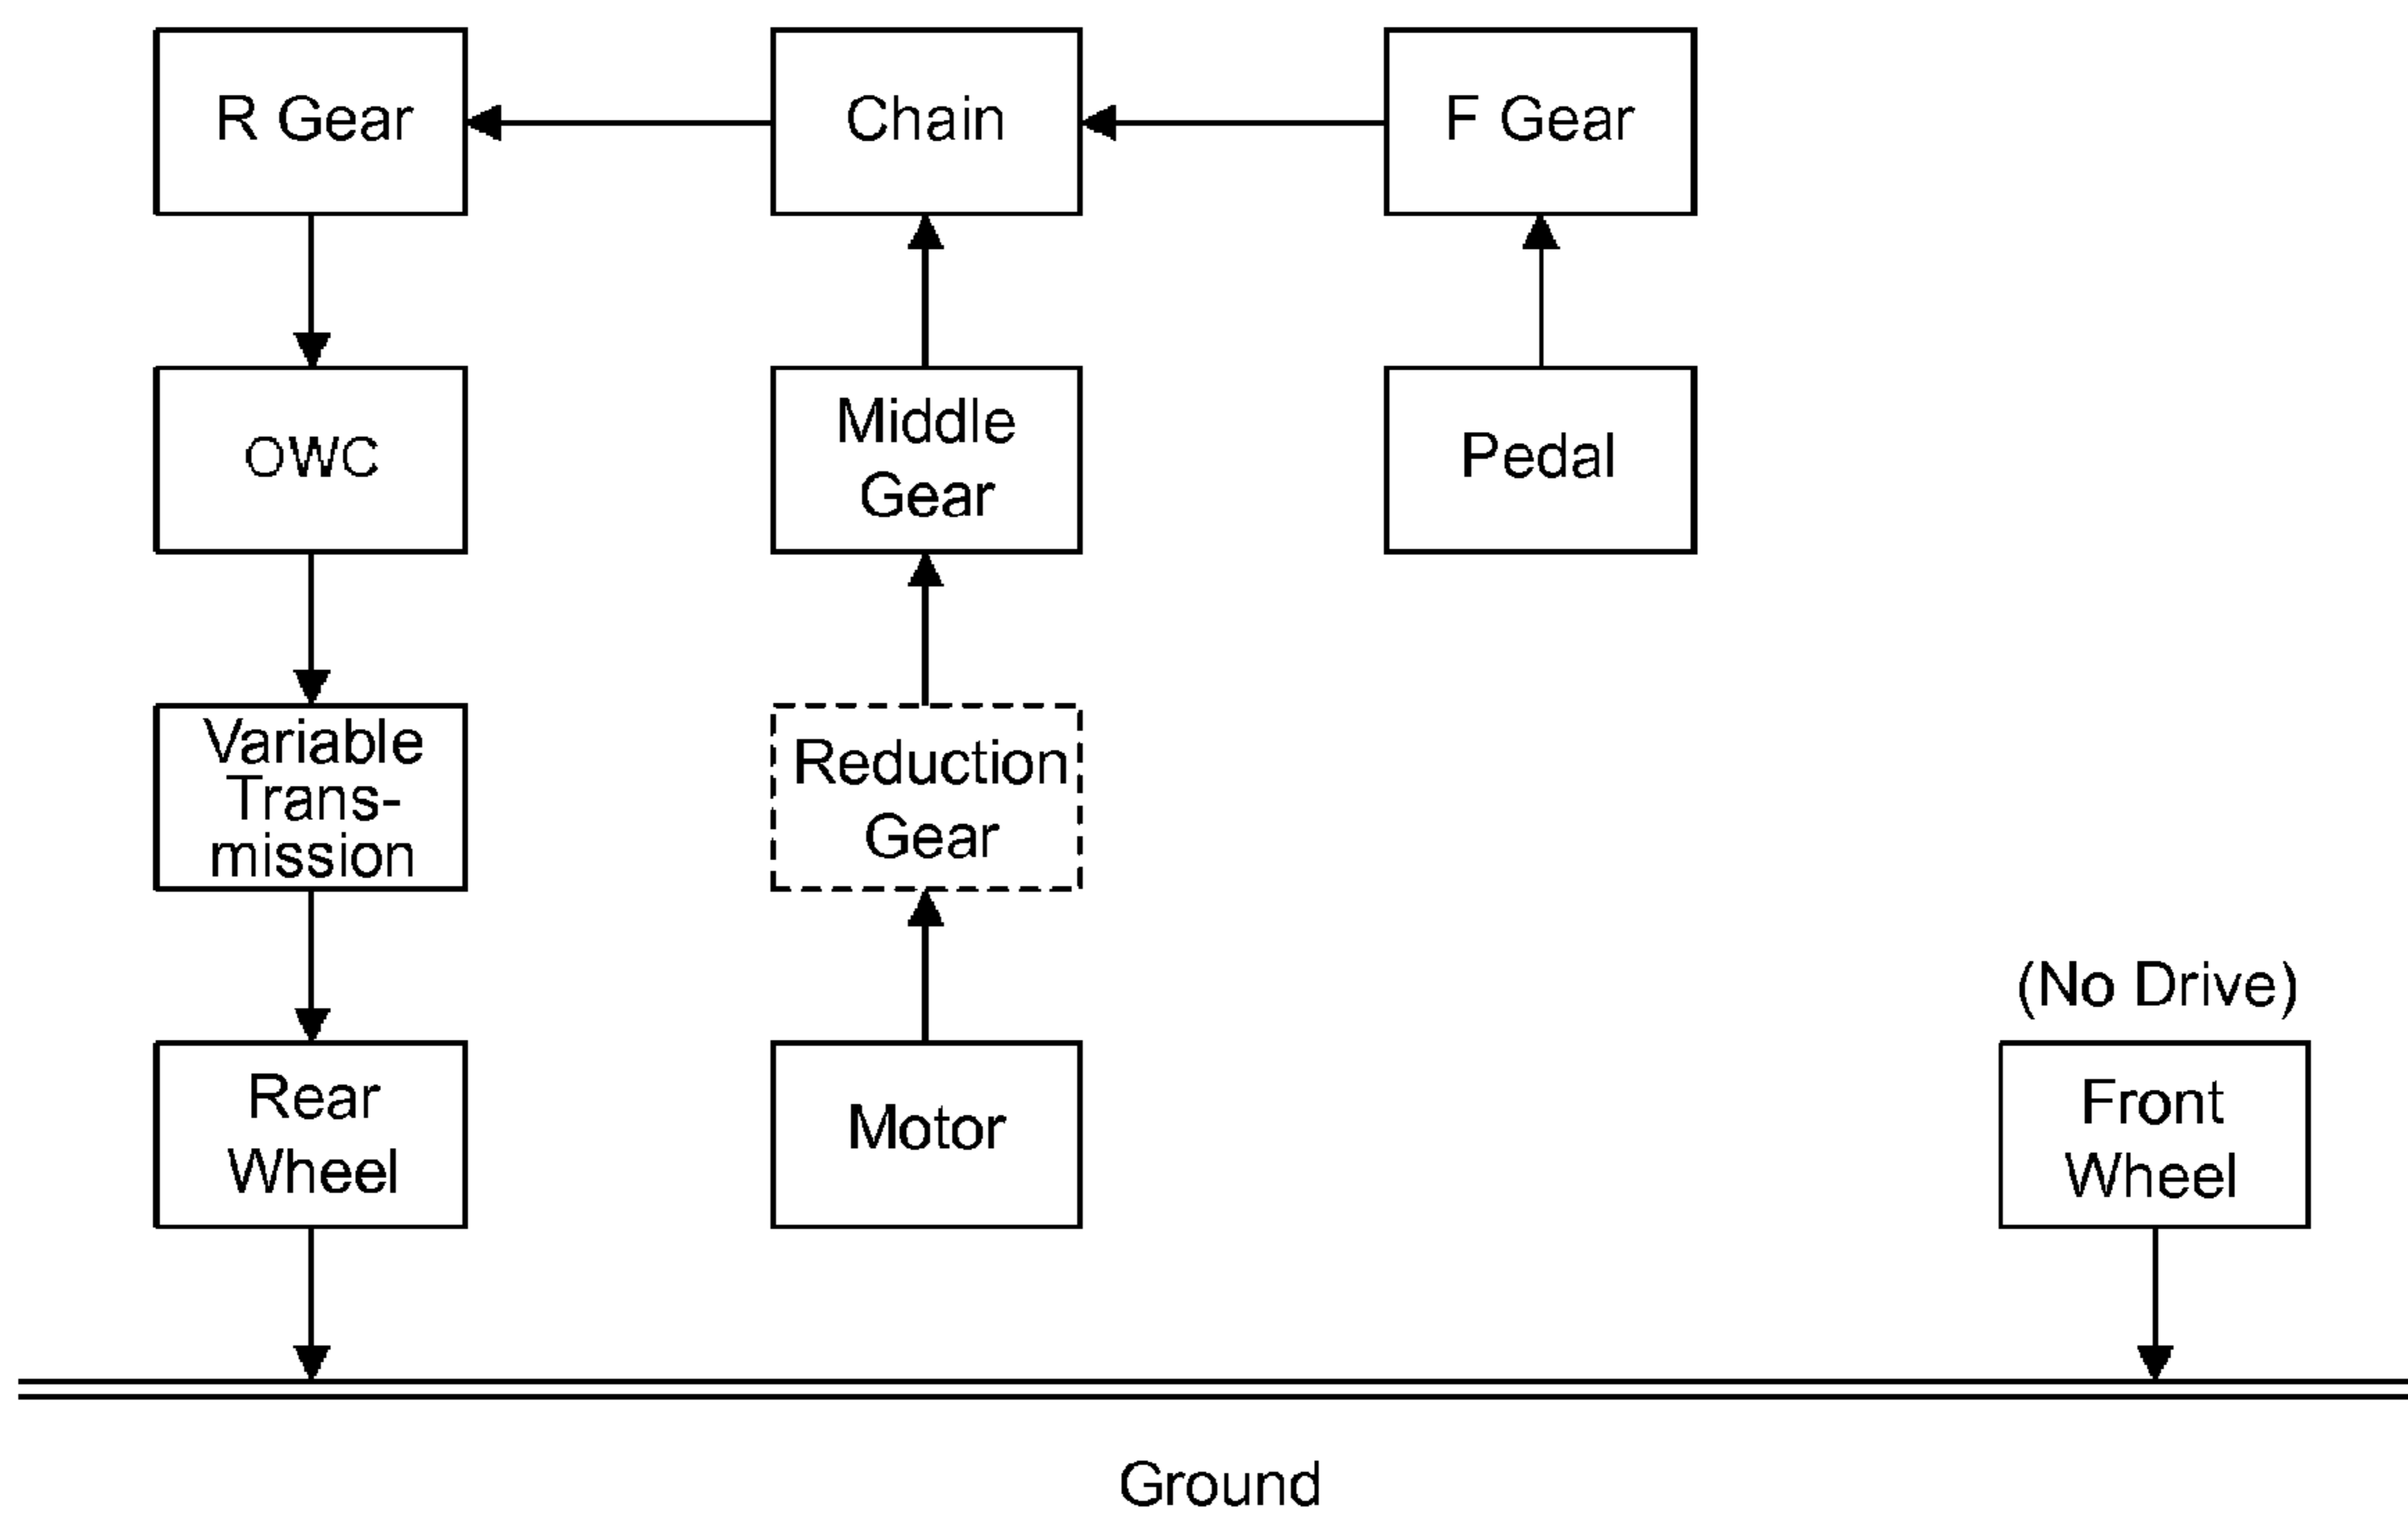 R Gear
Chain
F Gear
OWC
Middle
Gear
Pedal
Variable
Trans-
mission
Reduction
Gear
(No Drive)
Rear
Wheel
Motor
Front
Wheel
Ground